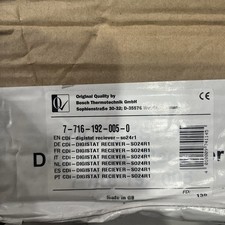 Original Quality by
Bosch Thermotechnik GmbH
Sophienstraße 30-32; D-35576
CE
7-716-192-005-0
EN CDI-digistat reciever-so24r1
DE CDI-DIGISTAT RECIEVER-SO24R1
FR CDI-DIGISTAT RECIEVER-SO24R1
IT CDI-DIGISTAT RECIEVER-SO24R1
NL CDI-DIGISTAT RECIEVER-SO24R1
ES CDI-DIGISTAT RECIEVER-SO24R1
PT CDI-DIGISTAT RECIEVER-SO24R1
D
Made in GB